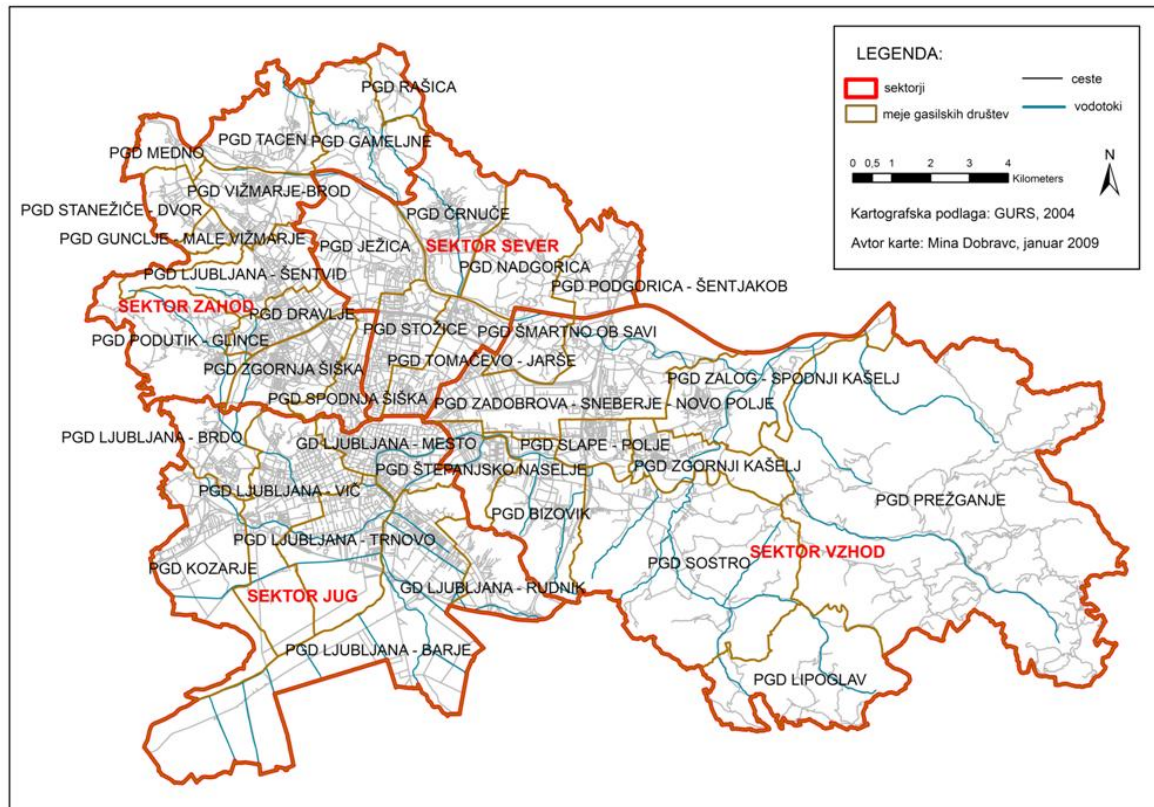 LEGENDA:
sektorji
ceste
meje gasilskih društev
vodotoki
0 0,5 1 2 3 4
Kilometers
N
Kartografska podlaga: GURS, 2004
Avtor karte: Mina Dobravc, januar 2009
PGD RAŠICA
PGD TACEN
PGD GAMELJNE
PGD MEDNO
PGD VIŽMARJE-BROD
PGD STANEŽIČE - DVOR
PGD ČRNUČE
PGD GUNCLJE - MALE VIŽMARJE
PGD JEŽICA
SEKTOR SEVER
PGD NADGORICA
PGD LJUBLJANA - ŠENTVID
PGD PODGORICA - ŠENTJAKOB
SEKTOR ZAHOD
PGD DRAVLJE
PGD STOŽICE
PGD ŠMARTNO OB SAVI
PGD PODUTIK - GLINCE
PGD TOMAČEVO - JARŠE
PGD ZGORNJA ŠIŠKA
PGD ZALOG - SPODNJI KAŠELJ
PGD SPODNJA ŠIŠKA
PGD ZADOBROVA - SNEBERJE - NOVO POLJE
PGD LJUBLJANA - BRDO
GD LJUBLJANA - MESTO
PGD SLAPE - POLJE
PGD ŠTEPANJSKO NASELJE
PGD ZGORNJI KAŠELJ
PGD LJUBLJANA - VIČ
PGD PREŽGANJE
PGD BIZOVIK
PGD LJUBLJANA - TRNOVO
SEKTOR VZHOD
PGD SOSTRO
PGD KOZARJE
GD LJUBLJANA - RUDNIK
SEKTOR JUG
PGD LJUBLJANA - BARJE
PGD LIPOGLAV